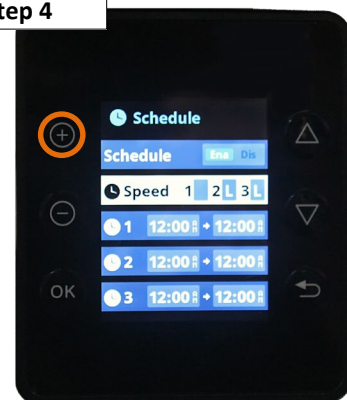 tep 4
Schedule
Schedule Ena Dis
Speed 1 2 L 3 L
1 12:00 12:00
2 12:00 12:00
OK
3 12:00 12:00